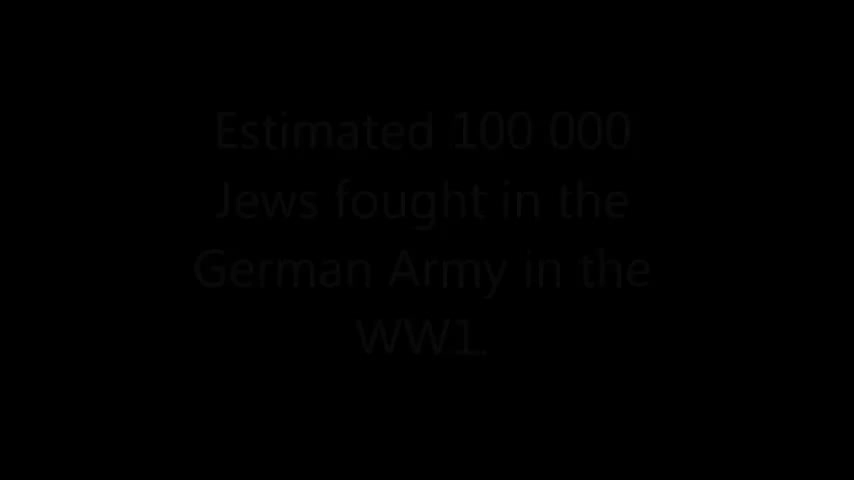 Estimated 100 000
Jews fought in the
German Army in the
WW1.